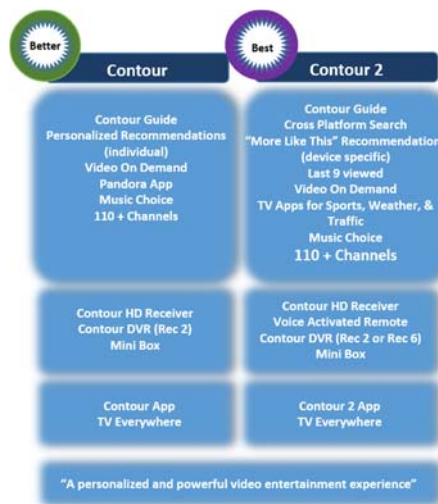 Better
Best
Contour
Contour 2
Contour Guide
Personalized Recommendations
(individual)
Video On Demand
Pandora App
Music Choice
110 + Channels
Contour Guide
Cross Platform Search
"More Like This" Recommendation
(device specific)
Last 9 viewed
Video On Demand
TV Apps for Sports, Weather, &
Traffic
Music Choice
110 + Channels
Contour HD Receiver
Contour DVR (Rec 2)
Mini Box
Contour HD Receiver
Voice Activated Remote
Contour DVR (Rec 2 or Rec 6)
Mini Box
Contour App
TV Everywhere
Contour 2 App
TV Everywhere
"A personalized and powerful video entertainment experience"